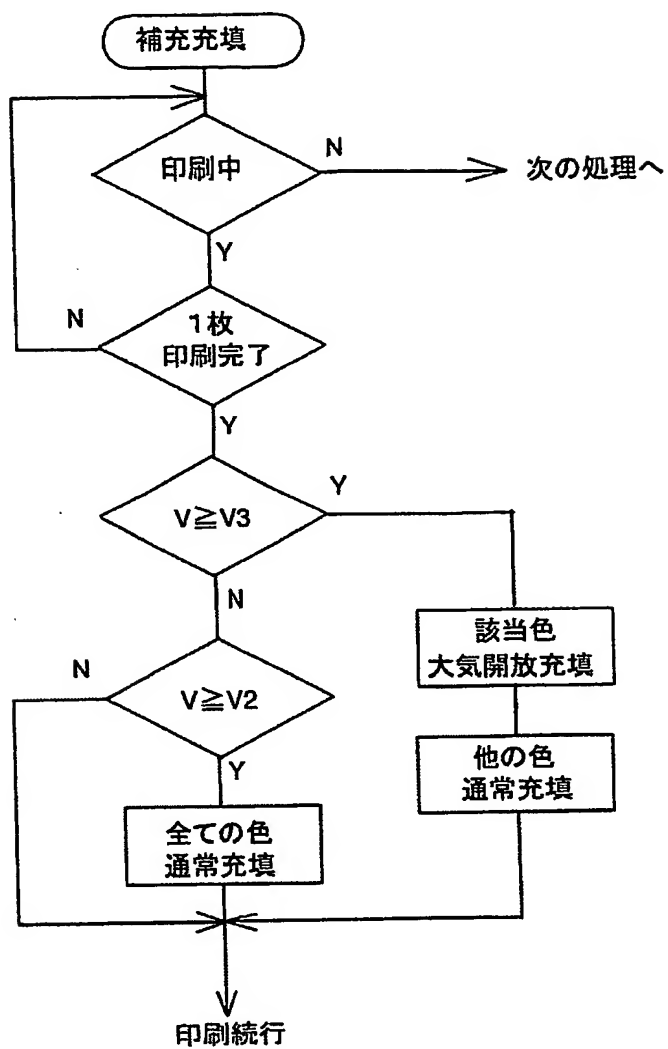 補充充填
印刷中
N
次の処理へ
Y
N
1枚
印刷完了
Y
V≧V3
Y
N
該当色
大気開放充填
N
V≧V2
Y
他の色
通常充填
全ての色
通常充填
印刷続行